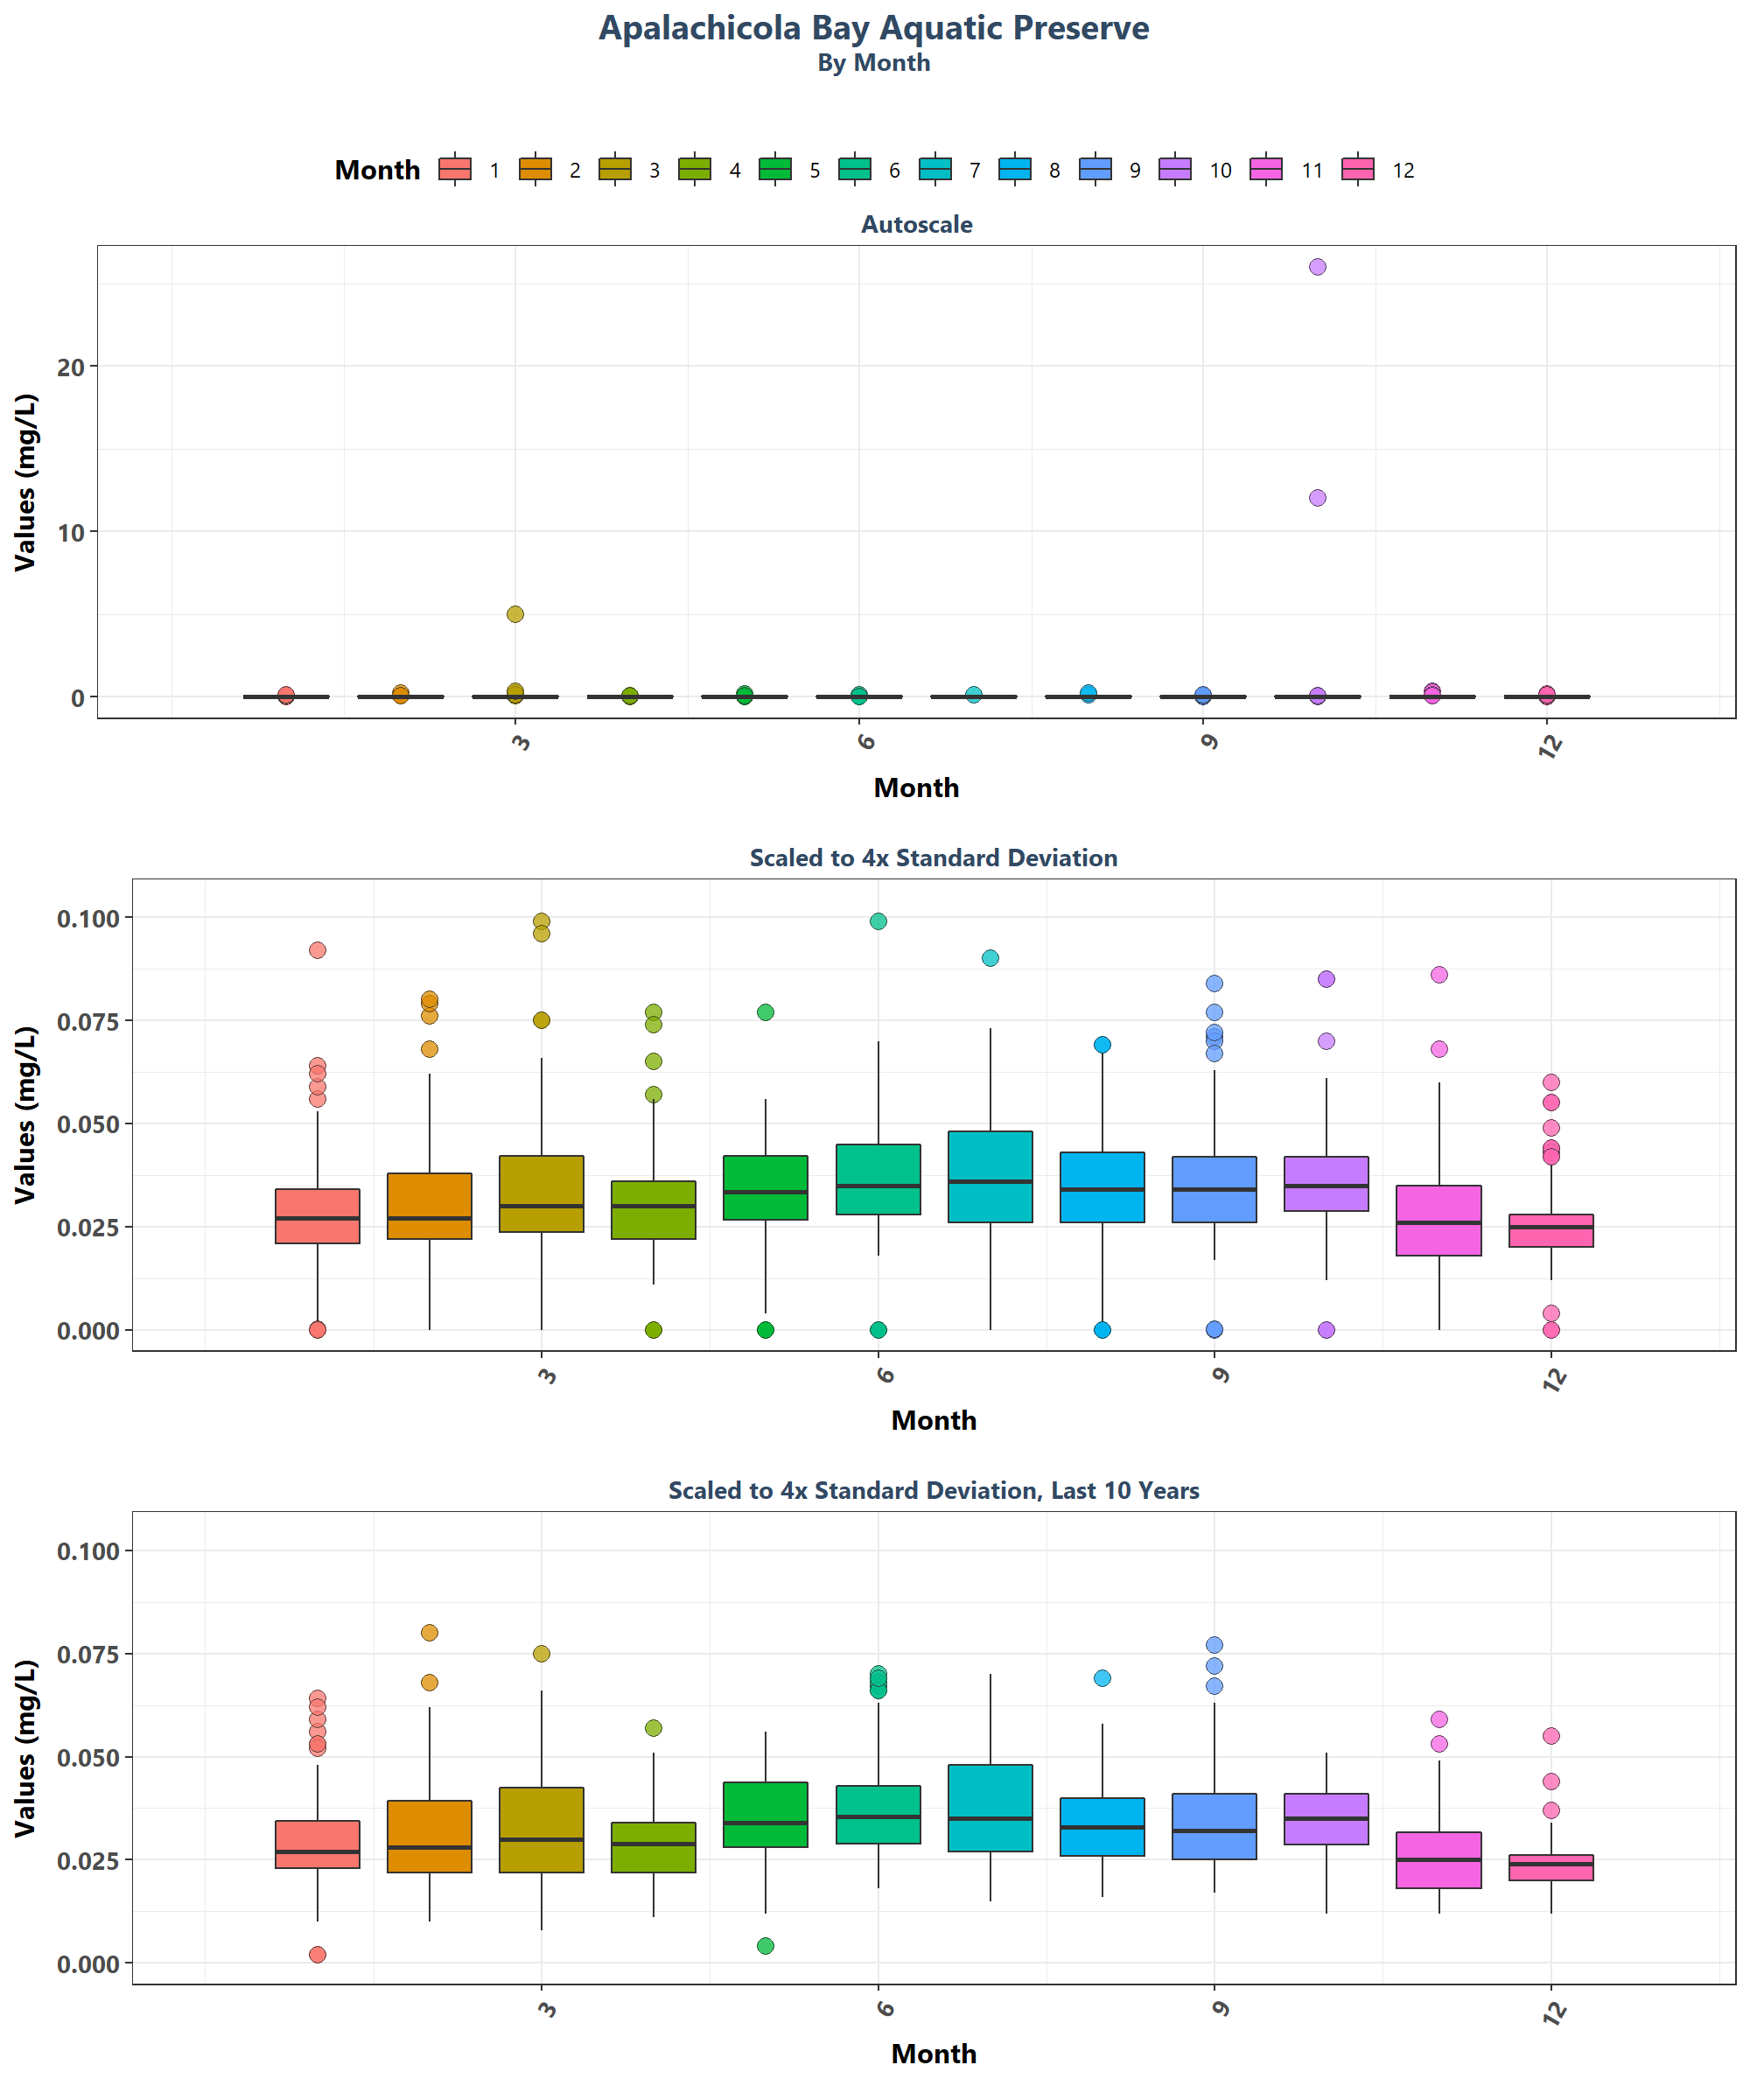 Apalachicola Bay Aquatic Preserve
By Month
Month 1 2 3 4 5 6 7 8 9 10 11 12
Autoscale
Values (mg/L)
20
10
0
3 6 9 12
Month
Scaled to 4x Standard Deviation
Values (mg/L)
0.100
0.075
0.050
0.025
0.000
3 6 9 12
Month
Scaled to 4x Standard Deviation, Last 10 Years
Values (mg/L)
0.100
0.075
0.050
0.025
0.000
3 6 9 12
Month